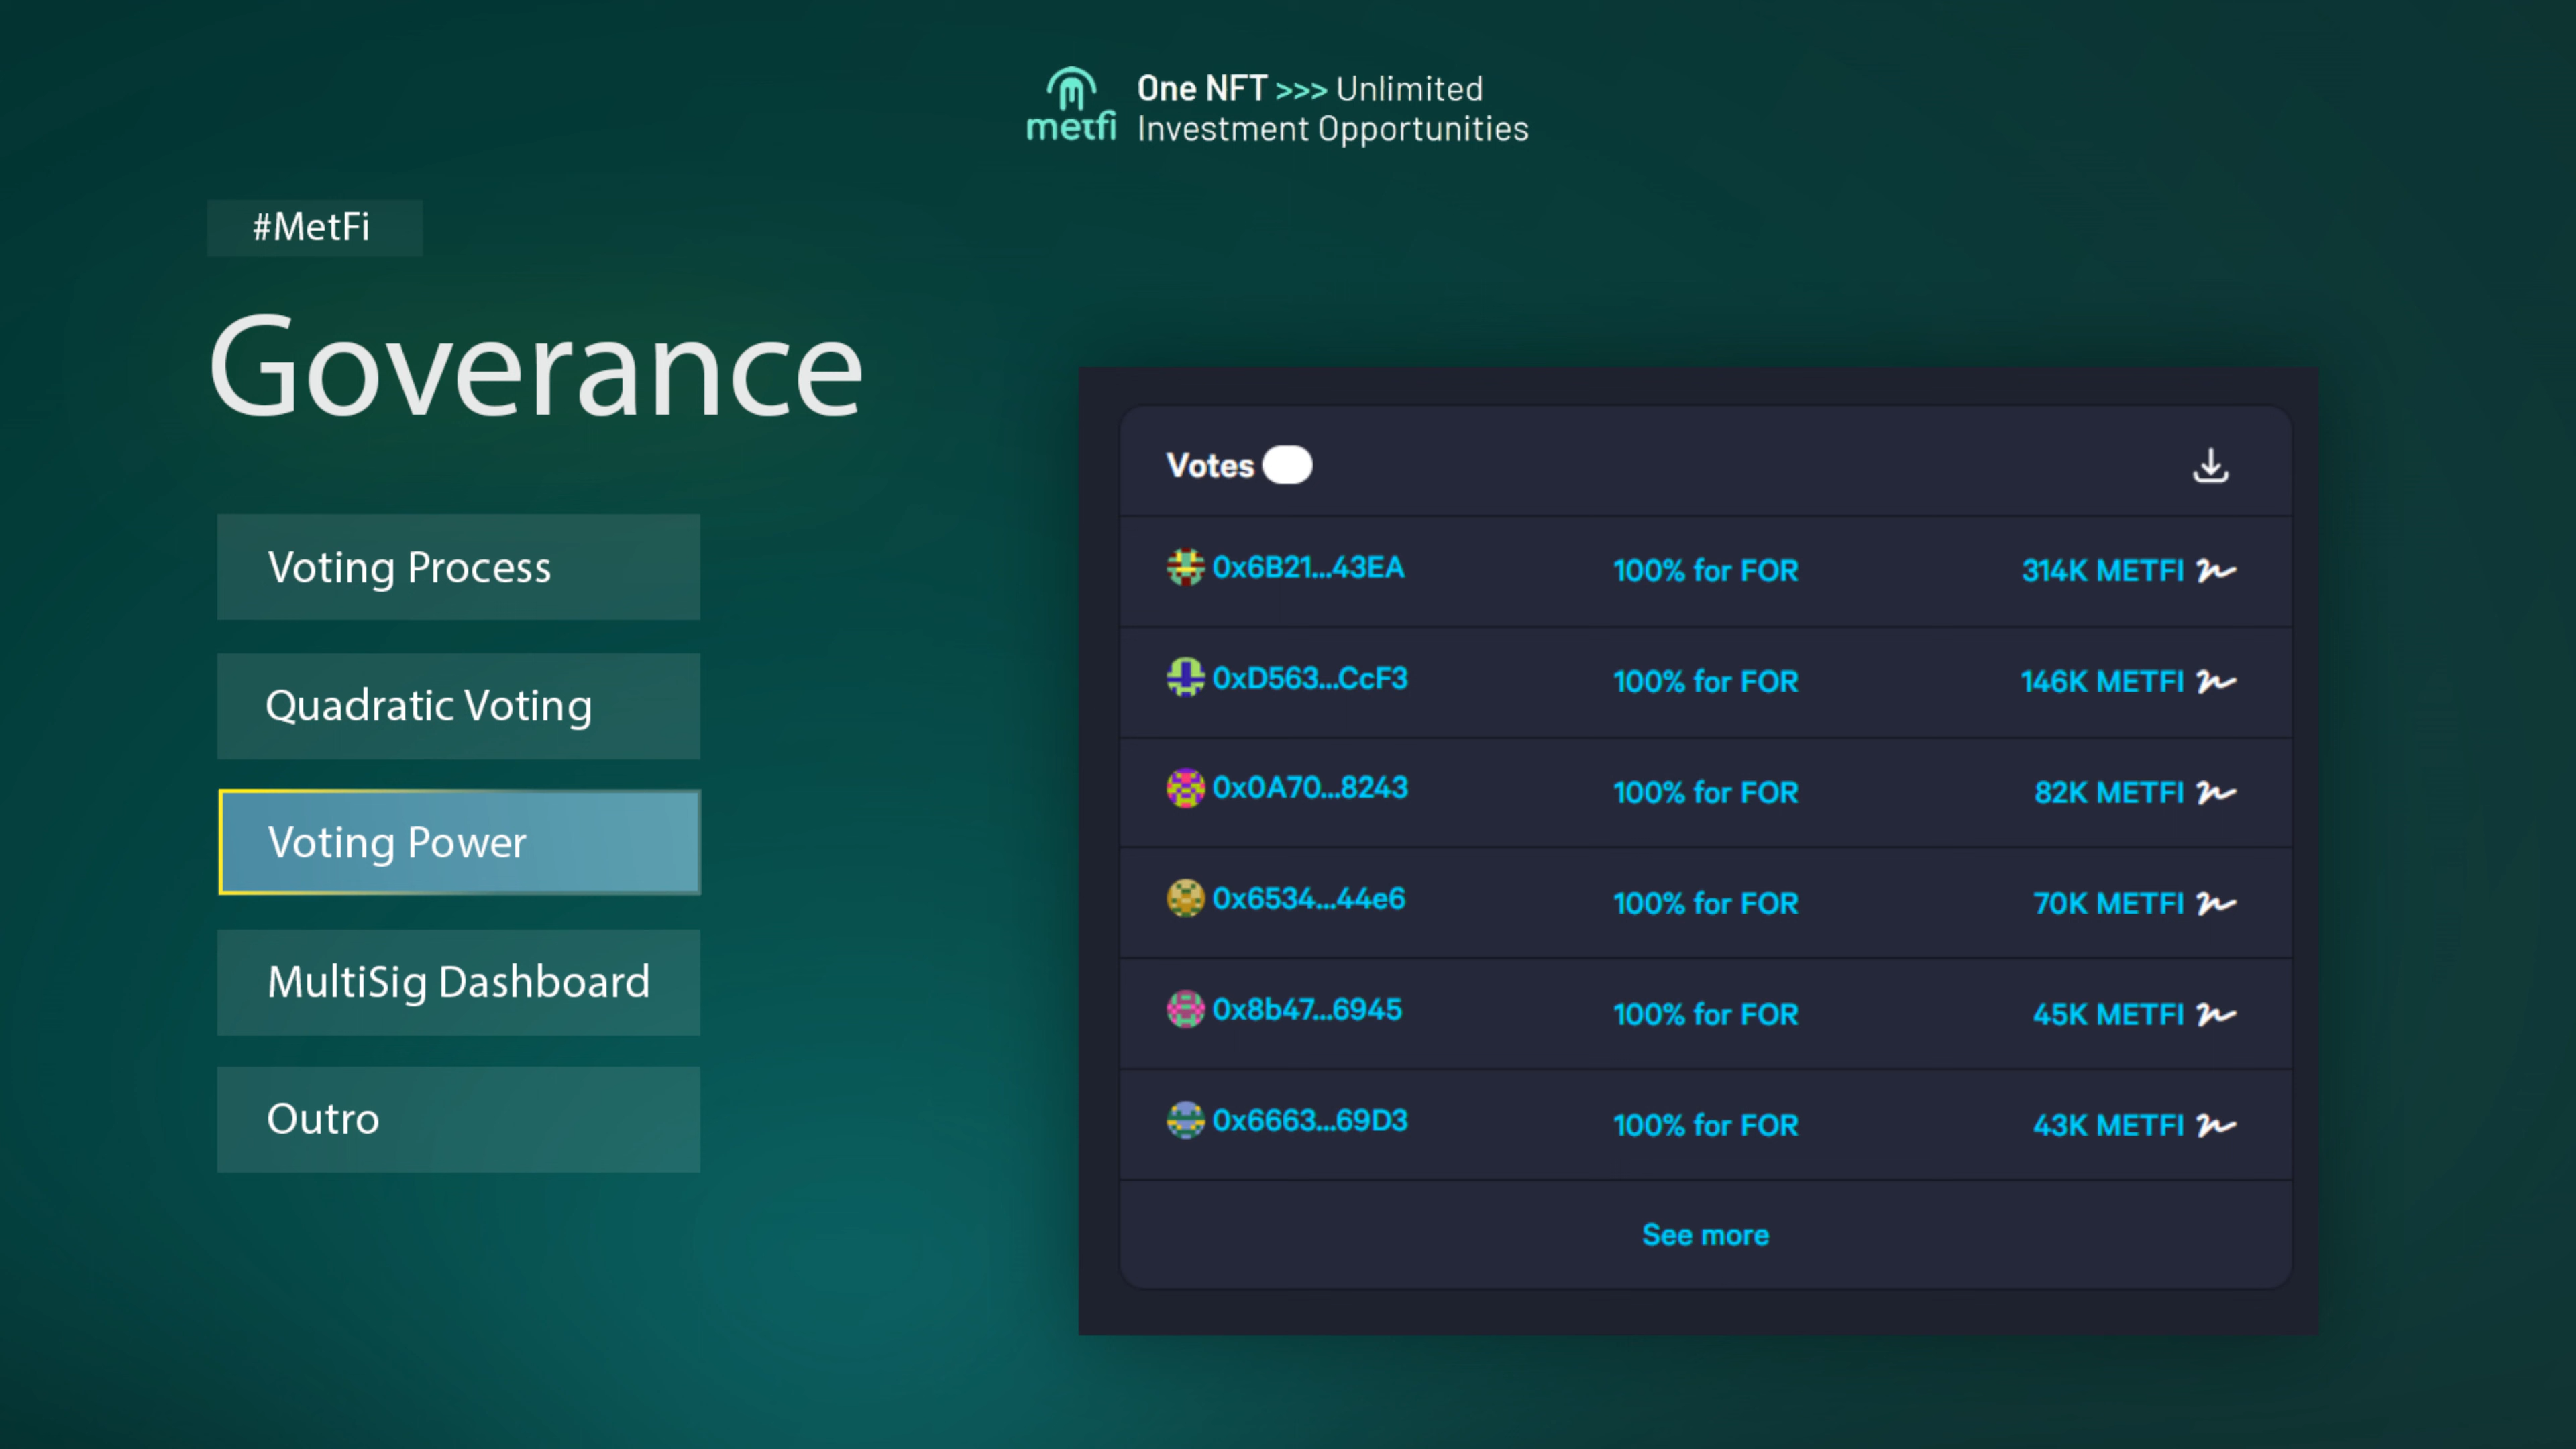 metfi
One NFT >>> Unlimited
Investment Opportunities
#MetFi
Goverance
Voting Process
Quadratic Voting
Voting Power
MultiSig Dashboard
Outro
Votes
0x6B21...43EA 100% for FOR 314K METFI
0xD563...CcF3 100% for FOR 146K METFI
0x0A70...8243 100% for FOR 82K METFI
0x6534...44e6 100% for FOR 70K METFI
0x8b47...6945 100% for FOR 45K METFI
0x6663...69D3 100% for FOR 43K METFI
See more